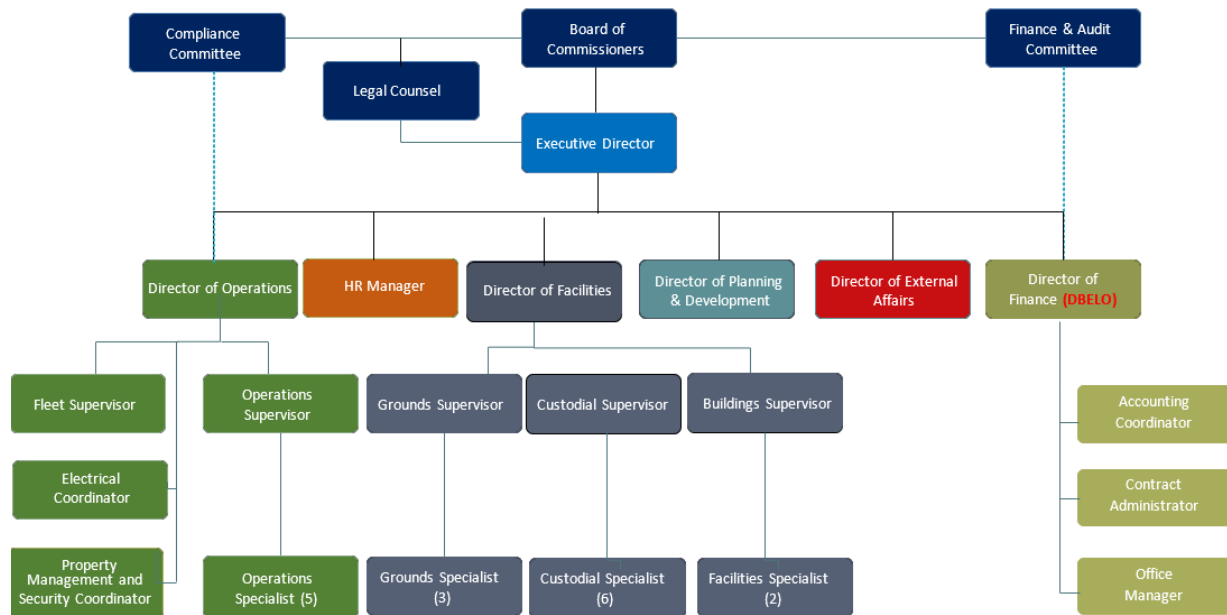 Compliance
Committee
Board of
Commissioners
Finance & Audit
Committee
Legal Counsel
Executive Director
Director of Operations
HR Manager
Director of Facilities
Director of Planning
& Development
Director of External
Affairs
Director of
Finance (DBELO)
Fleet Supervisor
Operations
Supervisor
Grounds Supervisor
Custodial Supervisor
Buildings Supervisor
Accounting
Coordinator
Electrical
Coordinator
Contract
Administrator
Property
Management and
Security Coordinator
Operations
Specialist (5)
Grounds Specialist
(3)
Custodial Specialist
(6)
Facilities Specialist
(2)
Office
Manager